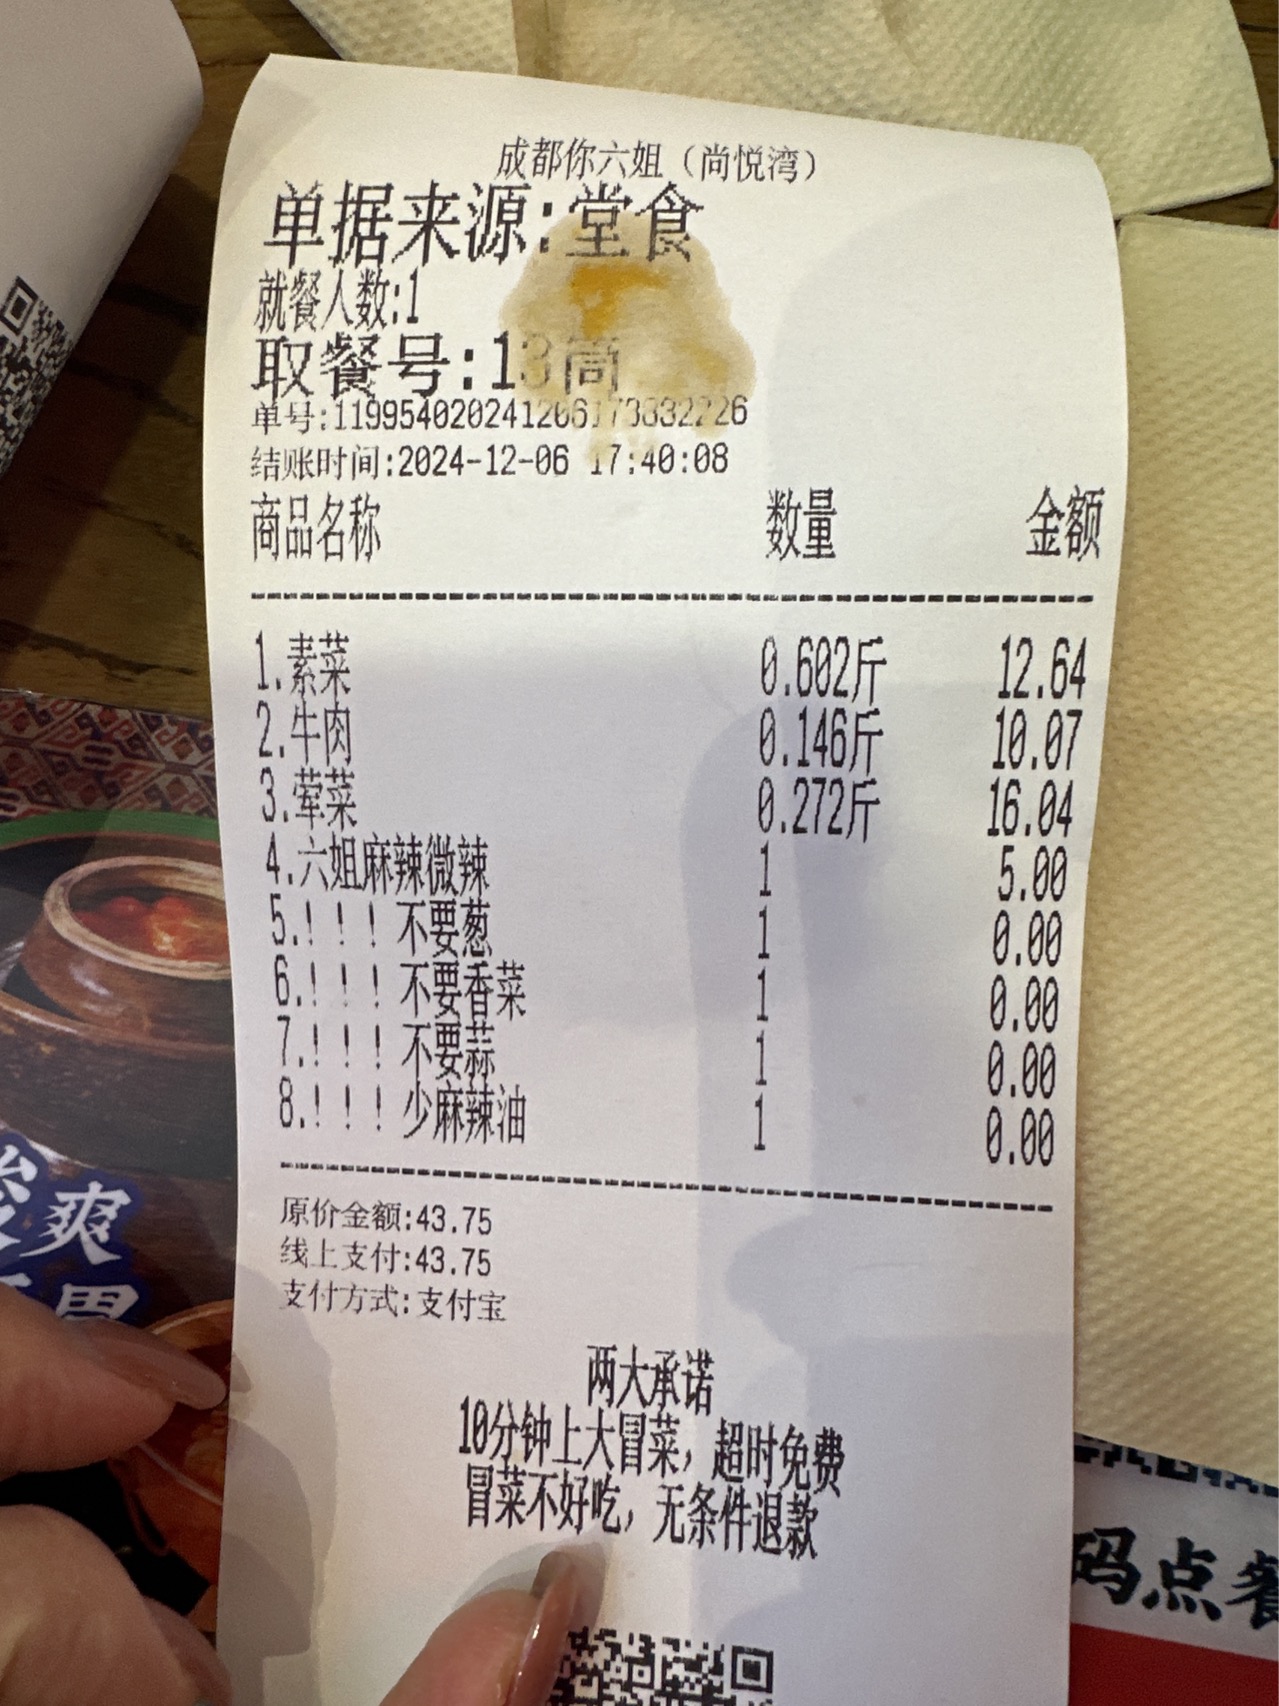 成都你六姐（尚悦湾）
单据来源:堂食
就餐人数:1
取餐号:13筒
单号:119954020241206173832226
结账时间:2024-12-06 17:40:08
商品名称 数量 金额
1.素菜 0.602斤 12.64
2.牛肉 0.146斤 10.07
3.荤菜 0.272斤 16.04
4.六姐麻辣微辣 1 5.00
5.！！！不要葱 1 0.00
6.！！！不要香菜 1 0.00
7.！！！不要蒜 1 0.00
8.！！！少麻辣油 1 0.00
原价金额:43.75
线上支付:43.75
支付方式:支付宝
两大承诺
10分钟上大冒菜，超时免费
冒菜不好吃，无条件退款
爽
码点餐